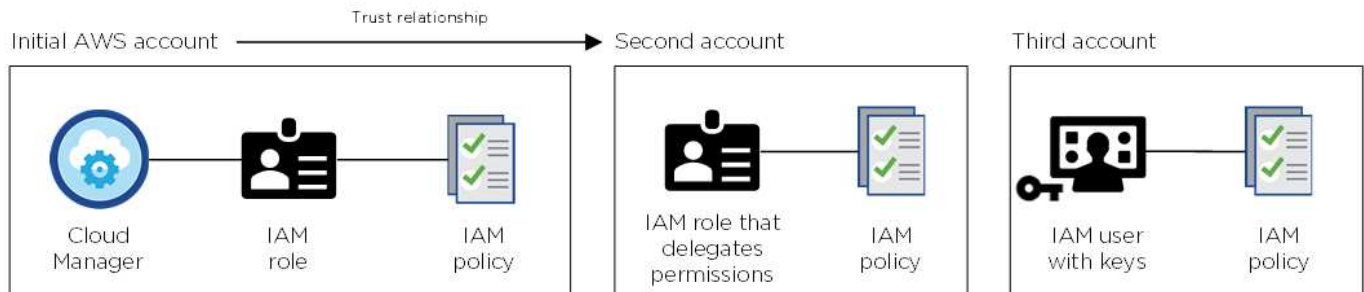 Trust relationship
Initial AWS account
Second account
Third account
Cloud
Manager
IAM
role
IAM
policy
IAM role that
delegates
permissions
IAM
policy
IAM user
with keys
IAM
policy